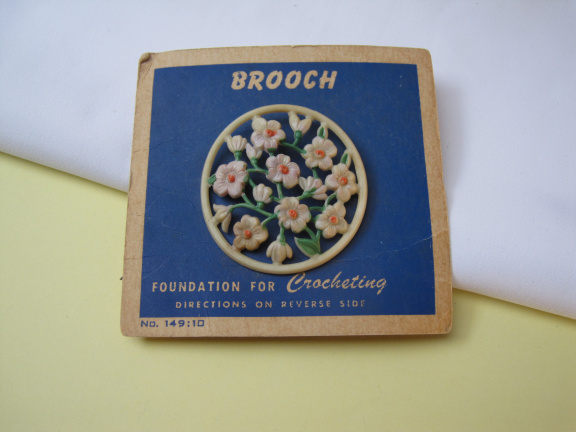 BROOCH
FOUNDATION FOR Crocheting
DIRECTIONS ON REVERSE SIDE
No. 149:10